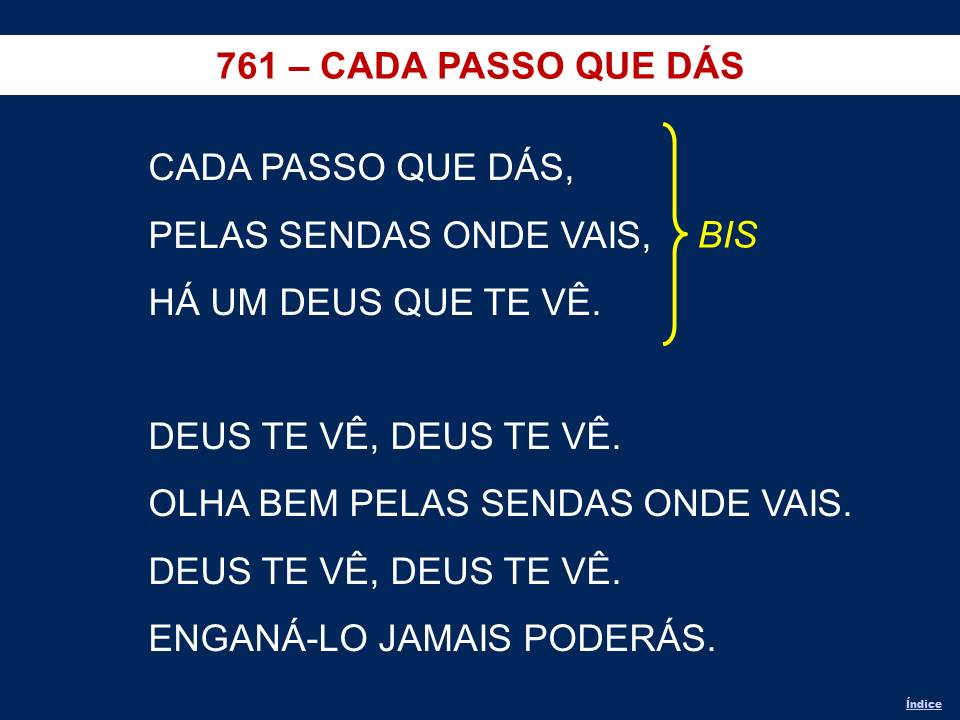 761 – CADA PASSO QUE DÁS
CADA PASSO QUE DÁS,
PELAS SENDAS ONDE VAIS,
BIS
HÁ UM DEUS QUE TE VÊ.
DEUS TE VÊ, DEUS TE VÊ.
OLHA BEM PELAS SENDAS ONDE VAIS.
DEUS TE VÊ, DEUS TE VÊ.
ENGANÁ-LO JAMAIS PODERÁS.
Índice